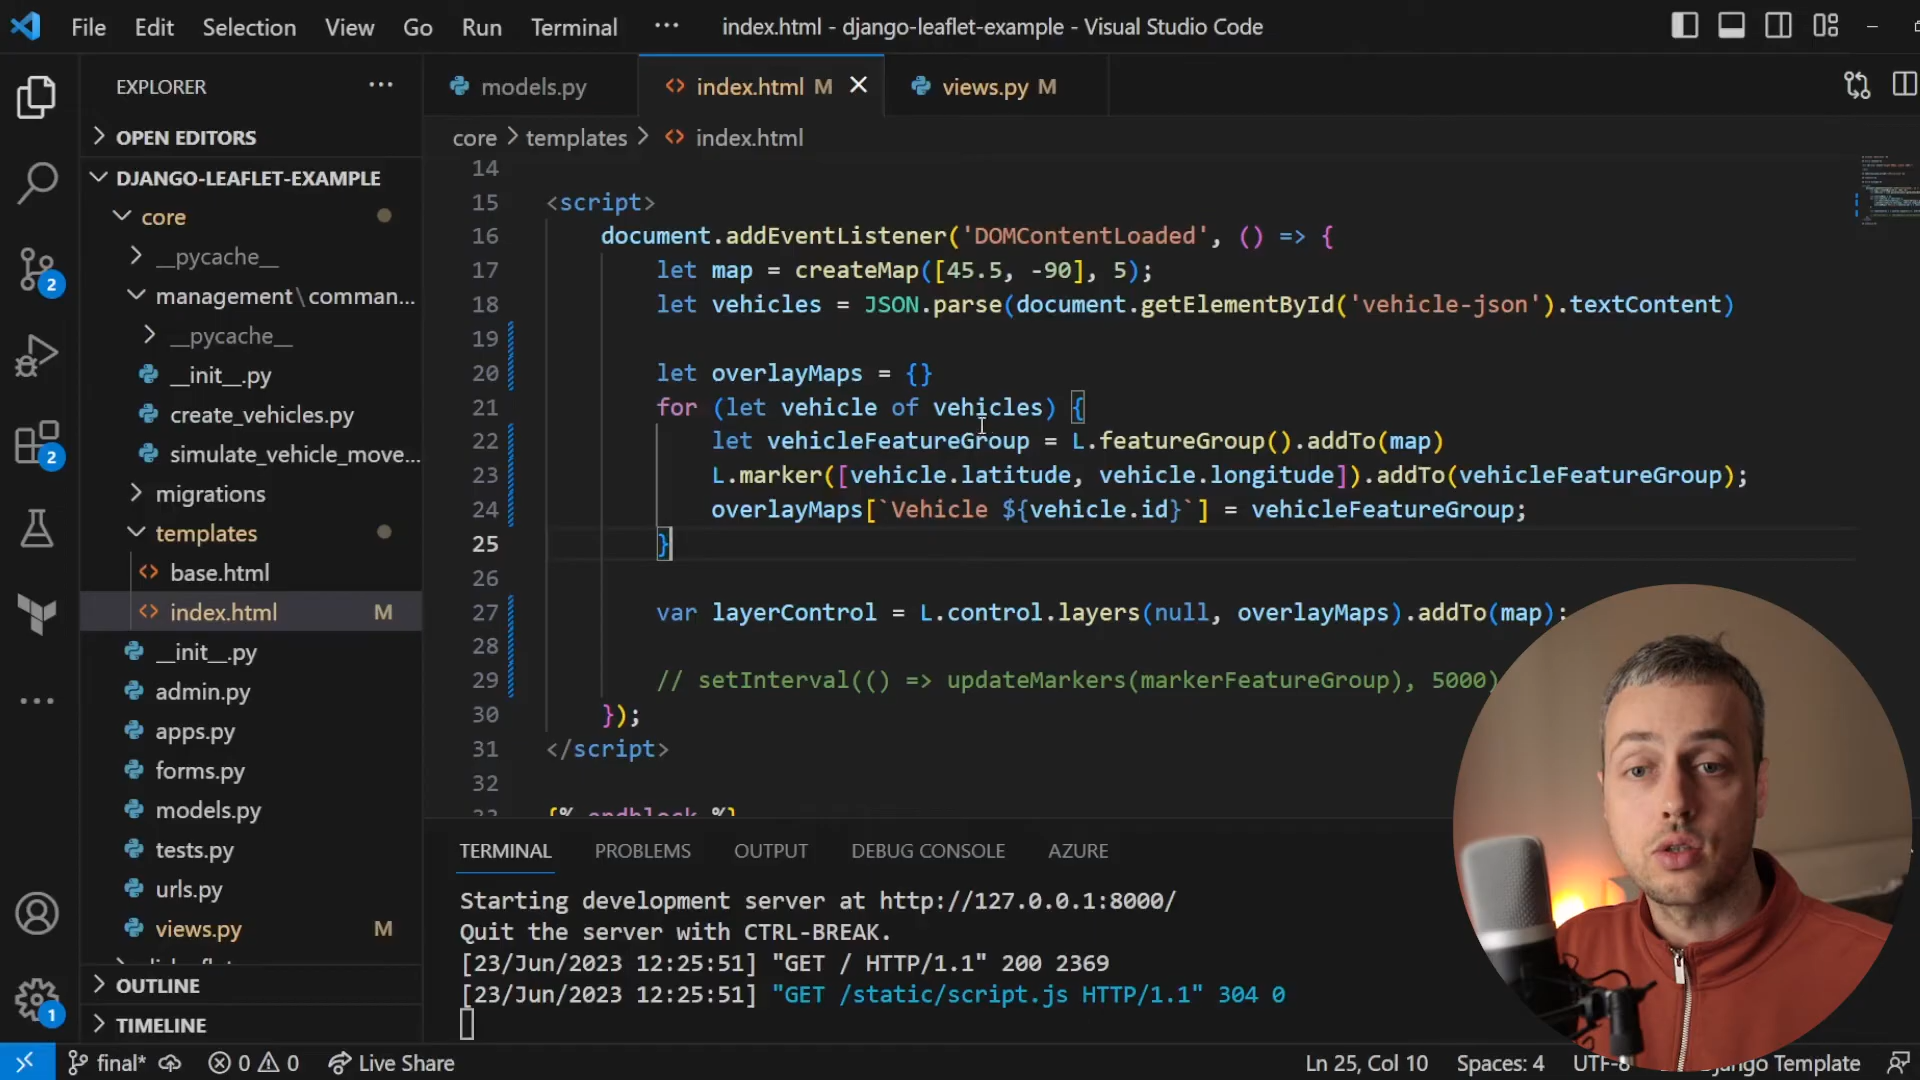 File Edit Selection View Go Run Terminal ··· index.html - django-leaflet-example - Visual Studio Code
EXPLORER ···
OPEN EDITORS
DJANGO-LEAFLET-EXAMPLE
core
__pycache__
management\comman...
__pycache__
__init__.py
create_vehicles.py
simulate_vehicle_move...
migrations
templates
base.html
index.html M
__init__.py
admin.py
apps.py
forms.py
models.py
tests.py
urls.py
views.py M
OUTLINE
TIMELINE
2
2
1
models.py index.html M views.py M
core > templates > index.html
14
15 <script>
16 document.addEventListener('DOMContentLoaded', () => {
17 let map = createMap([45.5, -90], 5);
18 let vehicles = JSON.parse(document.getElementById('vehicle-json').textContent)
19
20 let overlayMaps = {}
21 for (let vehicle of vehicles) {
22 let vehicleFeatureGroup = L.featureGroup().addTo(map)
23 L.marker([vehicle.latitude, vehicle.longitude]).addTo(vehicleFeatureGroup);
24 overlayMaps[`Vehicle ${vehicle.id}`] = vehicleFeatureGroup;
25 }
26
27 var layerControl = L.control.layers(null, overlayMaps).addTo(map);
28
29 // setInterval(() => updateMarkers(markerFeatureGroup), 5000)
30 });
31 </script>
32
{% endblock %}
TERMINAL PROBLEMS OUTPUT DEBUG CONSOLE AZURE
Starting development server at http://127.0.0.1:8000/
Quit the server with CTRL-BREAK.
[23/Jun/2023 12:25:51] "GET / HTTP/1.1" 200 2369
[23/Jun/2023 12:25:51] "GET /static/script.js HTTP/1.1" 304 0
final* 0 0 Live Share Ln 25, Col 10 Spaces: 4 UTF-8 Django Template